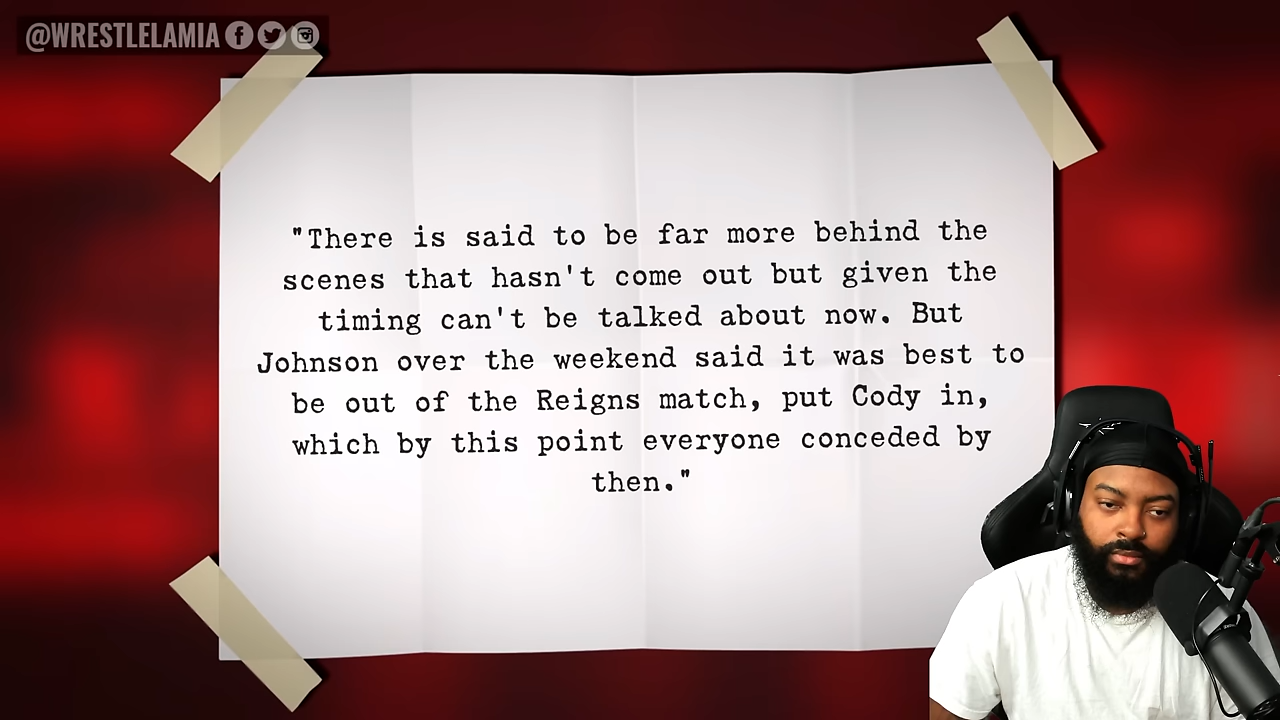 @WRESTLELAMIA
"There is said to be far more behind the
scenes that hasn't come out but given the
timing can't be talked about now. But
Johnson over the weekend said it was best to
be out of the Reigns match, put Cody in,
which by this point everyone conceded by
then."